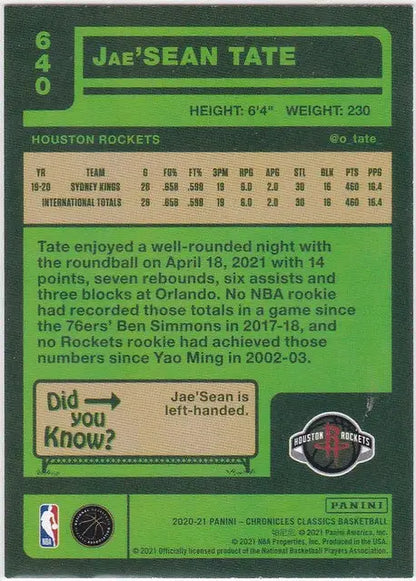 640
JAE'SEAN TATE
HEIGHT: 6'4" WEIGHT: 230
HOUSTON ROCKETS @o_tate_
YR TEAM G FG% FT% 3PM RPG APG STL BLK PTS PPG
19-20 SYDNEY KINGS 28 .658 .658 19 6.0 2.0 30 16 460 16.4
INTERNATIONAL TOTALS 28 .658 .658 19 6.0 2.0 30 16 460 16.4
Tate enjoyed a well-rounded night with
the roundball on April 18, 2021 with 14
points, seven rebounds, six assists and
three blocks at Orlando. No NBA rookie
had recorded those totals in a game since
the 76ers' Ben Simmons in 2017-18, and
no Rockets rookie had achieved those
numbers since Yao Ming in 2002-03.
Did
you
Know?
Jae'Sean is
left-handed.
HOUSTON ROCKETS
PANINI
NBA
2020-21 PANINI – CHRONICLES CLASSICS BASKETBALL
© 2021 Panini America, Inc.
© 2021 NBA Properties, Inc. Produced in the USA.
© 2021 Officially licensed product of the National Basketball Players Association